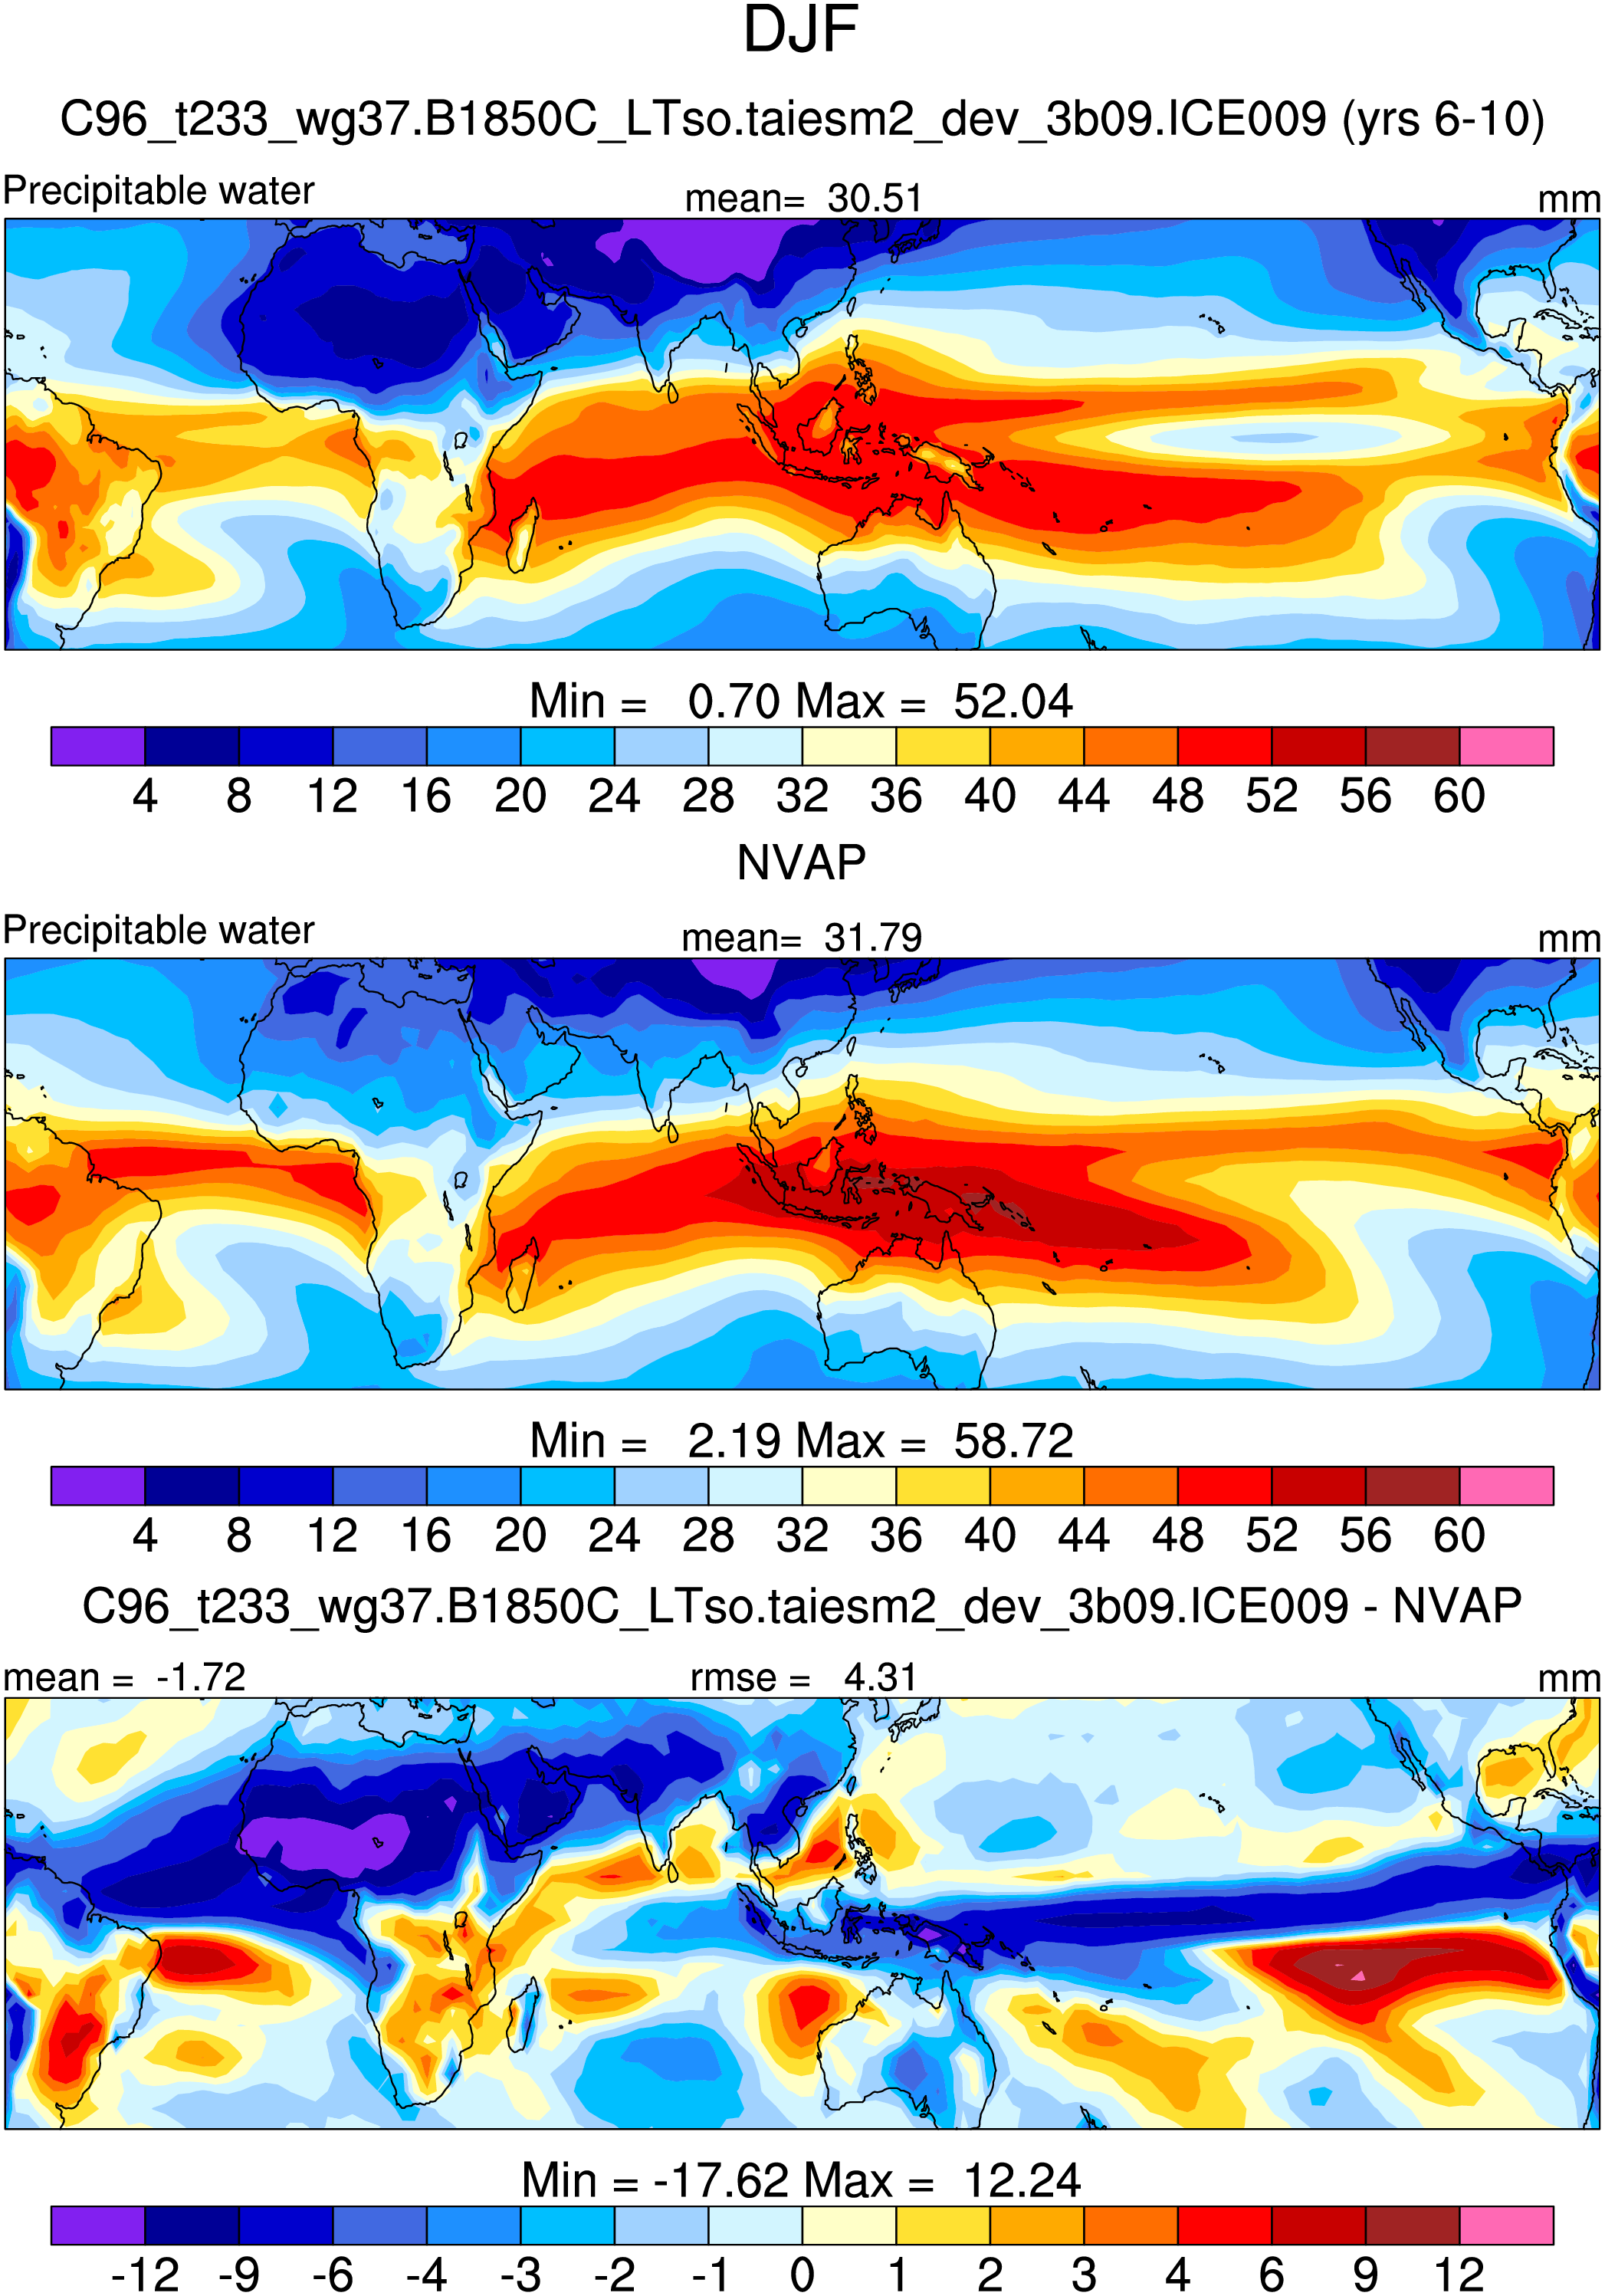 DJF
C96_t233_wg37.B1850C_LTso.taiesm2_dev_3b09.ICE009 (yrs 6-10)
Precipitable water mean= 30.51 mm
Min = 0.70 Max = 52.04
4 8 12 16 20 24 28 32 36 40 44 48 52 56 60
NVAP
Precipitable water mean= 31.79 mm
Min = 2.19 Max = 58.72
4 8 12 16 20 24 28 32 36 40 44 48 52 56 60
C96_t233_wg37.B1850C_LTso.taiesm2_dev_3b09.ICE009 - NVAP
mean = -1.72 rmse = 4.31 mm
Min = -17.62 Max = 12.24
-12 -9 -6 -4 -3 -2 -1 0 1 2 3 4 6 9 12